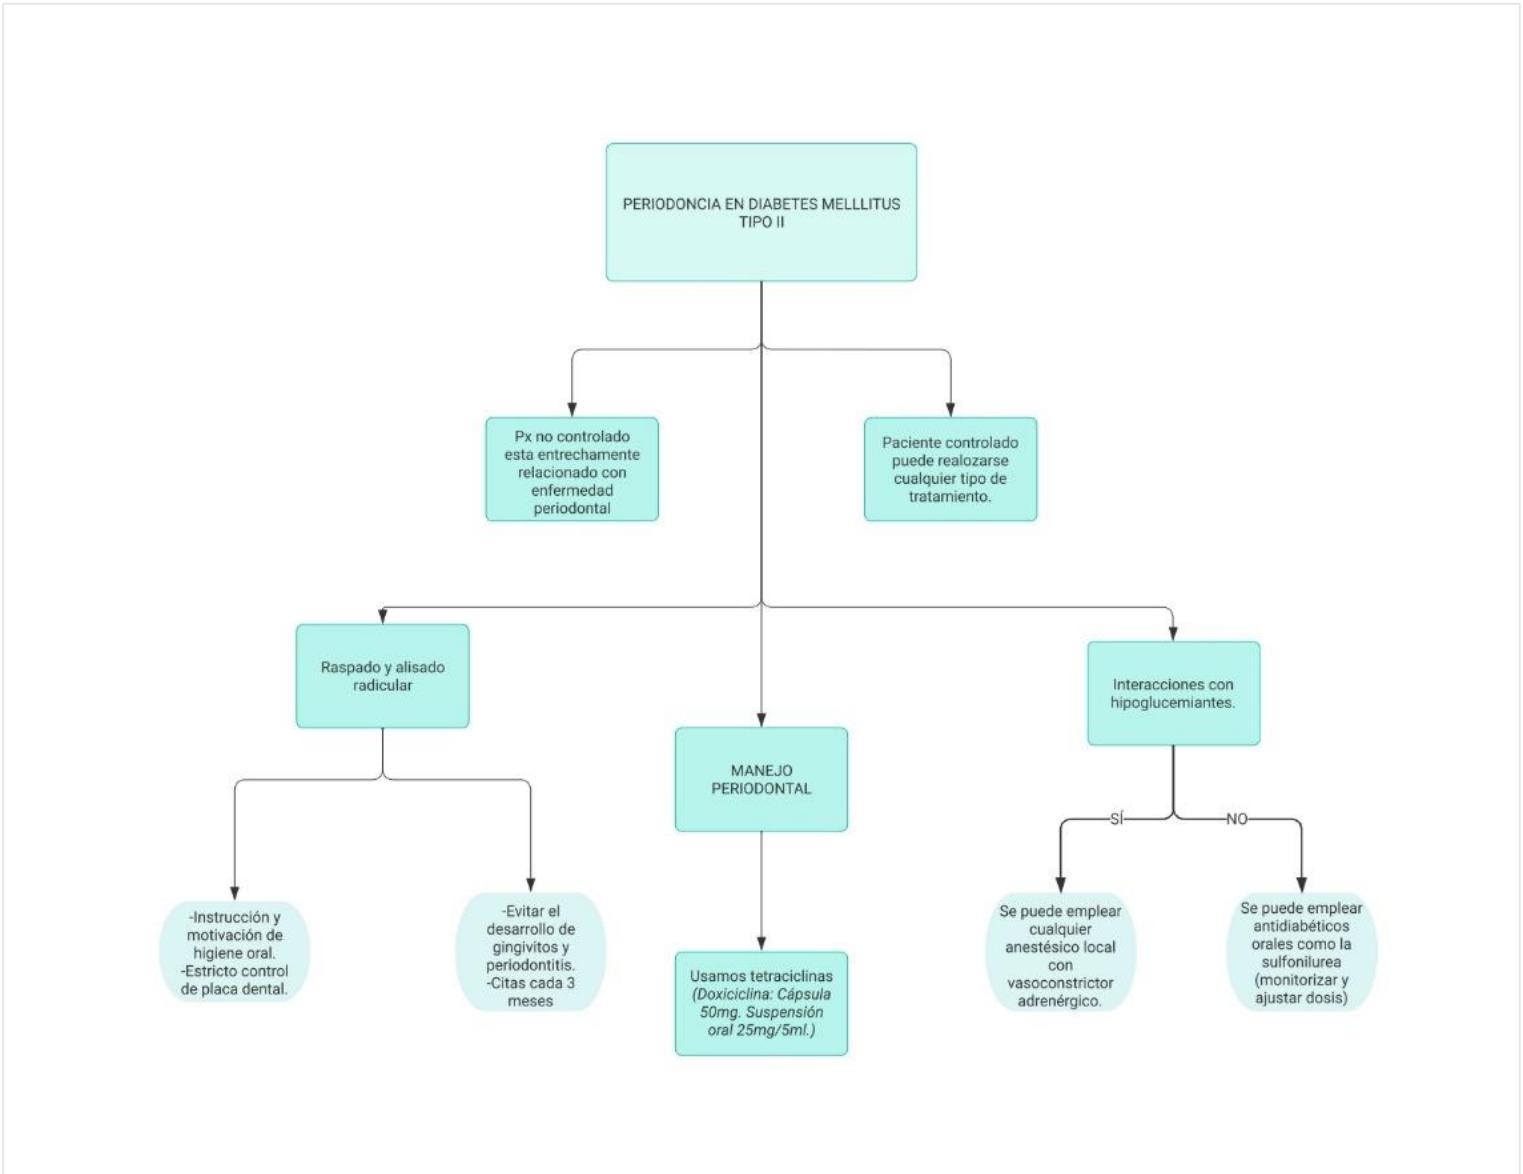 PERIODONCIA EN DIABETES MELLLITUS
TIPO II
Px no controlado
esta entrechamente
relacionado con
enfermedad
periodontal
Paciente controlado
puede realozarse
cualquier tipo de
tratamiento.
Raspado y alisado
radicular
MANEJO
PERIODONTAL
Interacciones con
hipoglucemiantes.
SÍ
NO
-Instrucción y
motivación de
higiene oral.
-Estricto control
de placa dental.
-Evitar el
desarrollo de
gingivitos y
periodontitis.
-Citas cada 3
meses
Usamos tetraciclinas
(Doxiciclina: Cápsula
50mg. Suspensión
oral 25mg/5ml.)
Se puede emplear
cualquier
anestésico local
con
vasoconstrictor
adrenérgico.
Se puede emplear
antidiabéticos
orales como la
sulfonilurea
(monitorizar y
ajustar dosis)